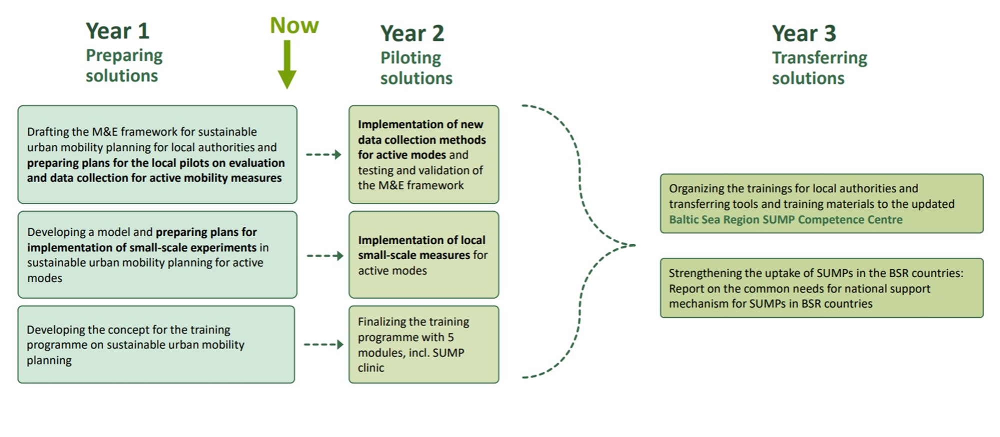 Year 1
Preparing
solutions
Now
Year 2
Piloting
solutions
Year 3
Transferring
solutions
Drafting the M&E framework for sustainable
urban mobility planning for local authorities and
preparing plans for the local pilots on evaluation
and data collection for active mobility measures
Implementation of new
data collection methods
for active modes and
testing and validation of
the M&E framework
Developing a model and preparing plans for
implementation of small-scale experiments in
sustainable urban mobility planning for active
modes
Implementation of local
small-scale measures for
active modes
Developing the concept for the training
programme on sustainable urban mobility
planning
Finalizing the training
programme with 5
modules, incl. SUMP
clinic
Organizing the trainings for local authorities and
transferring tools and training materials to the updated
Baltic Sea Region SUMP Competence Centre
Strengthening the uptake of SUMPs in the BSR countries:
Report on the common needs for national support
mechanism for SUMPs in BSR countries